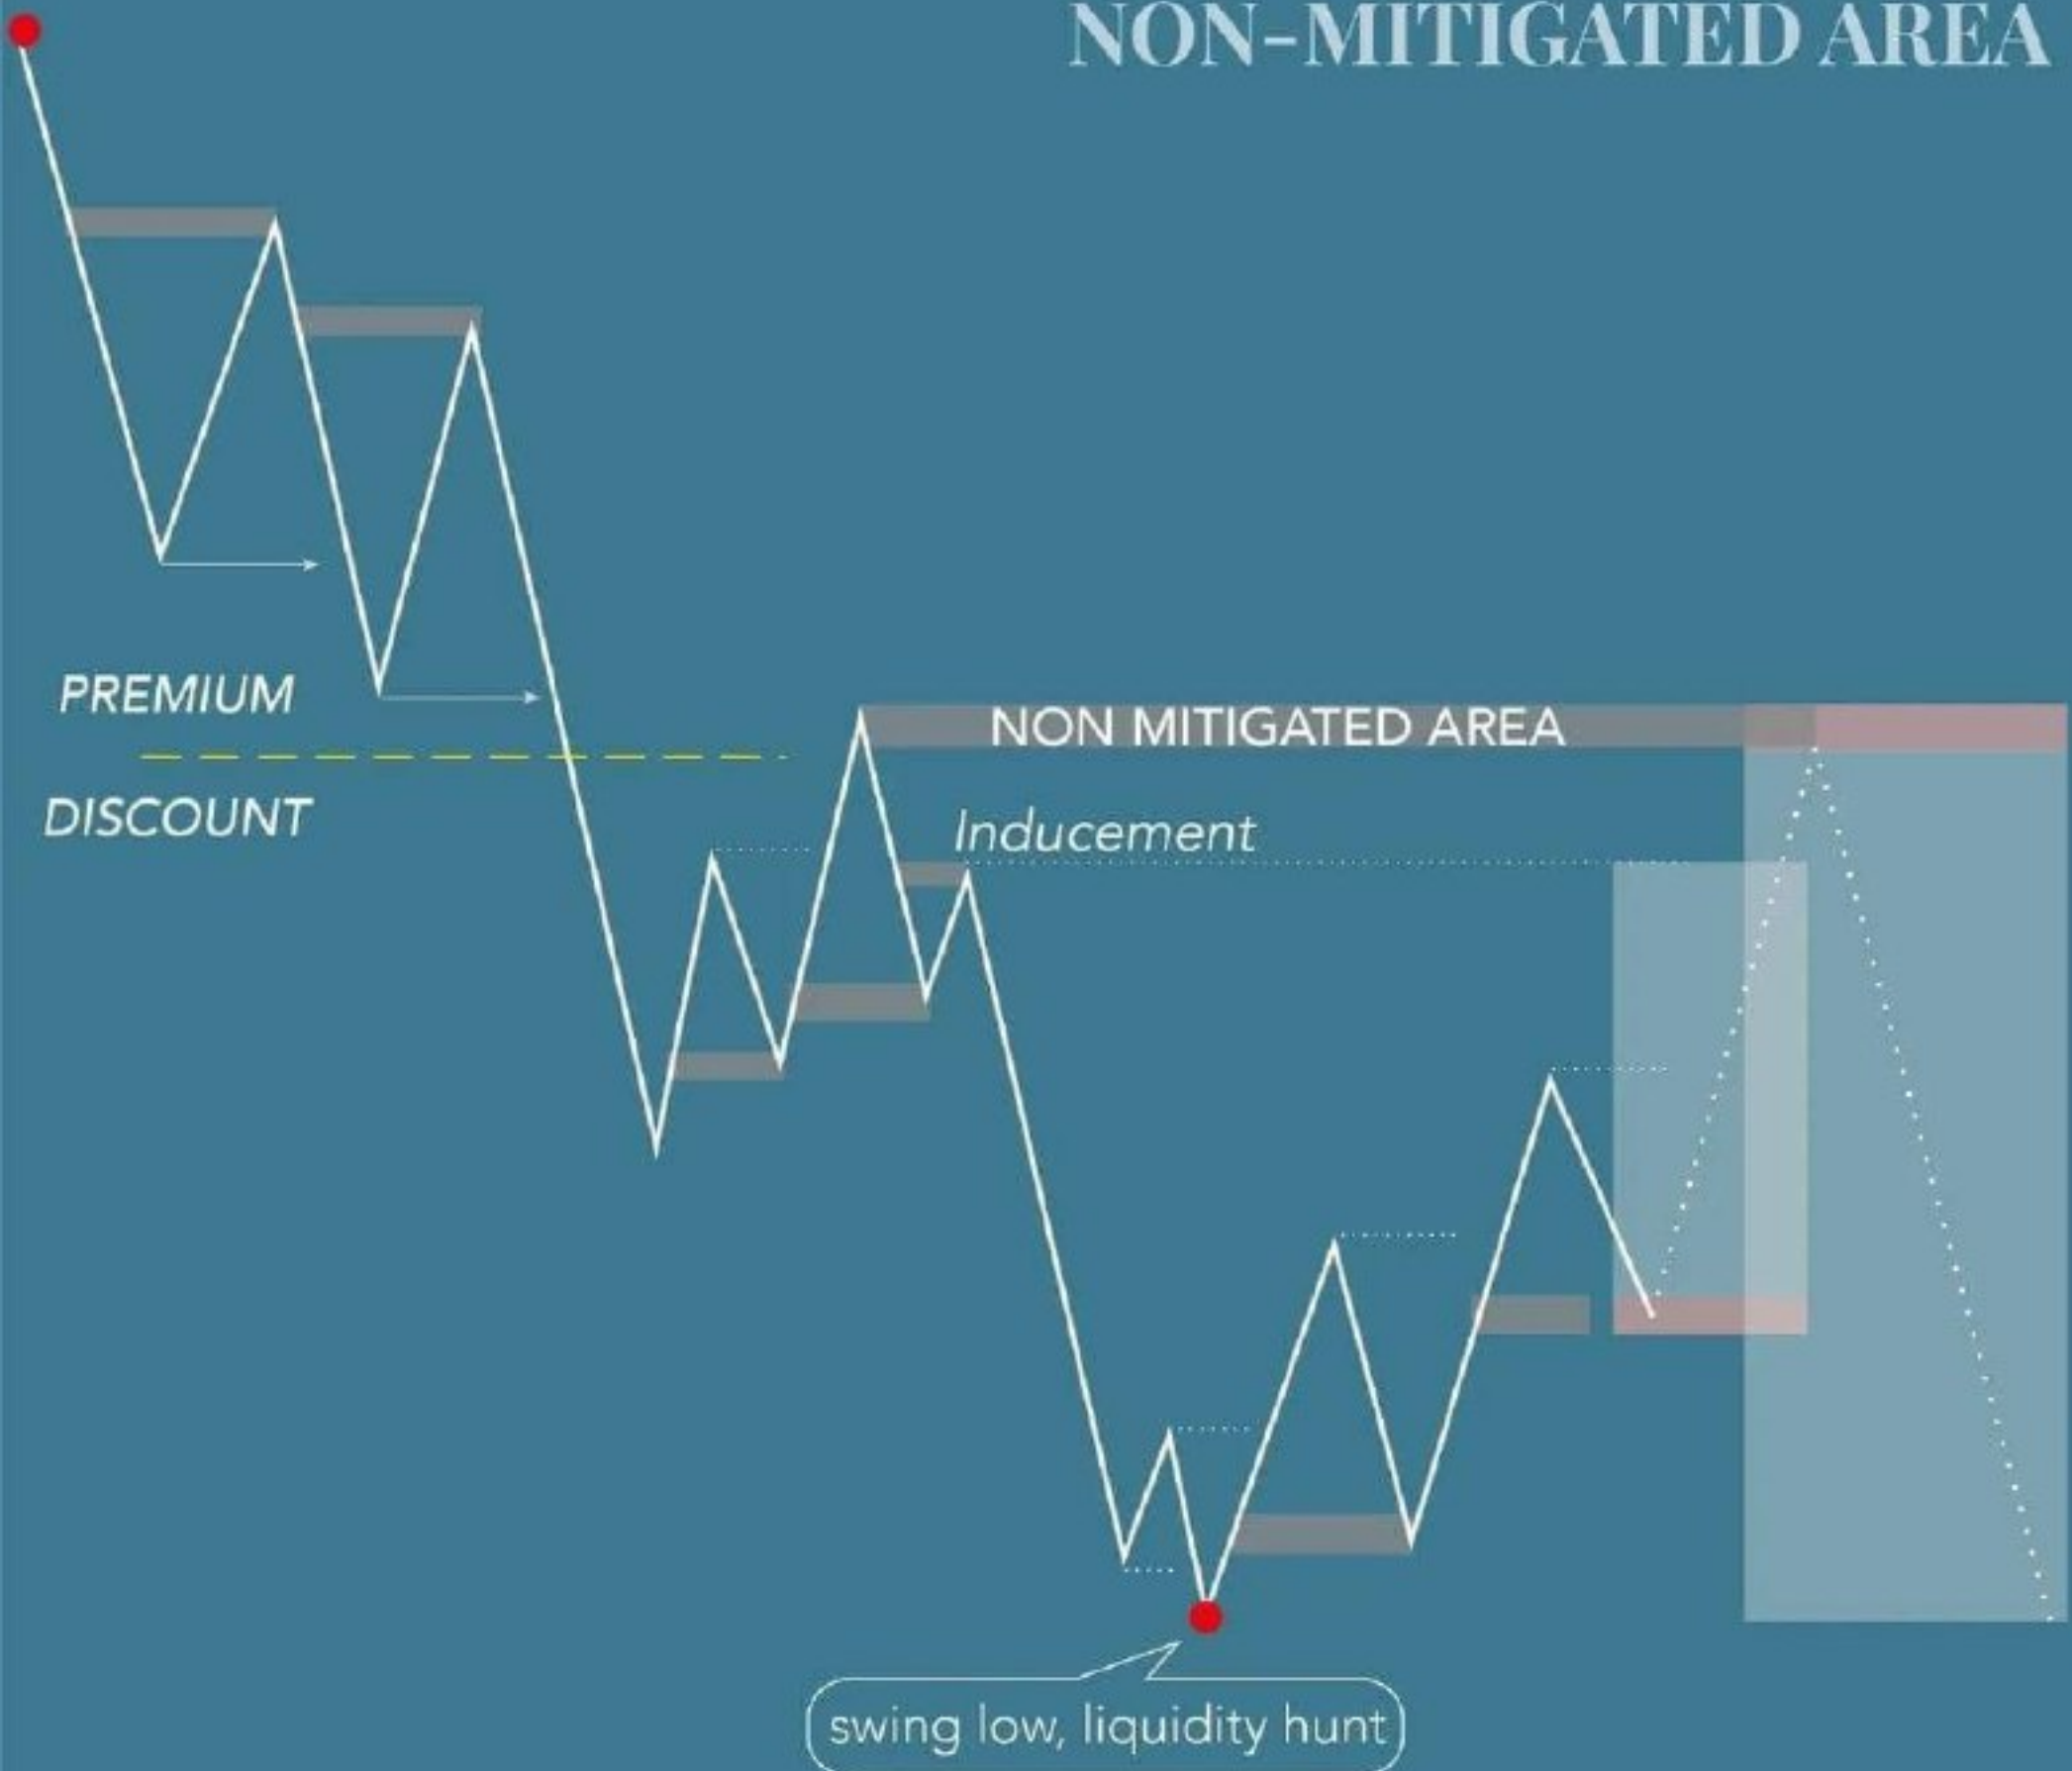 NON-MITIGATED AREA
PREMIUM
NON MITIGATED AREA
DISCOUNT
Inducement
swing low, liquidity hunt